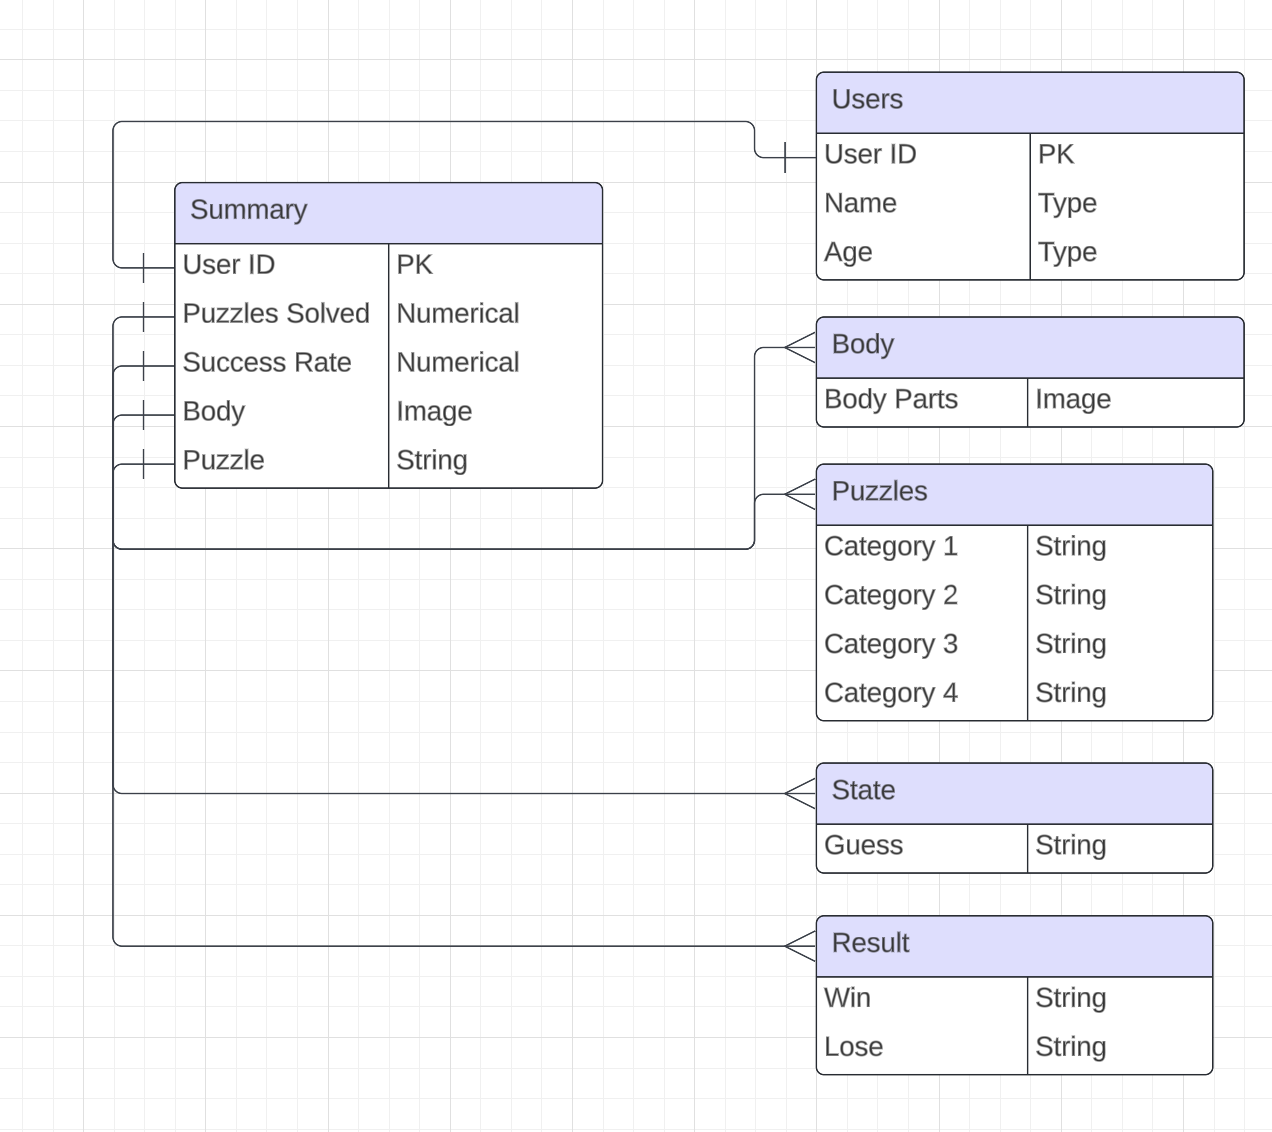 Users
User ID PK
Name Type
Age Type
Summary
User ID PK
Puzzles Solved Numerical
Success Rate Numerical
Body Image
Puzzle String
Body
Body Parts Image
Puzzles
Category 1 String
Category 2 String
Category 3 String
Category 4 String
State
Guess String
Result
Win String
Lose String